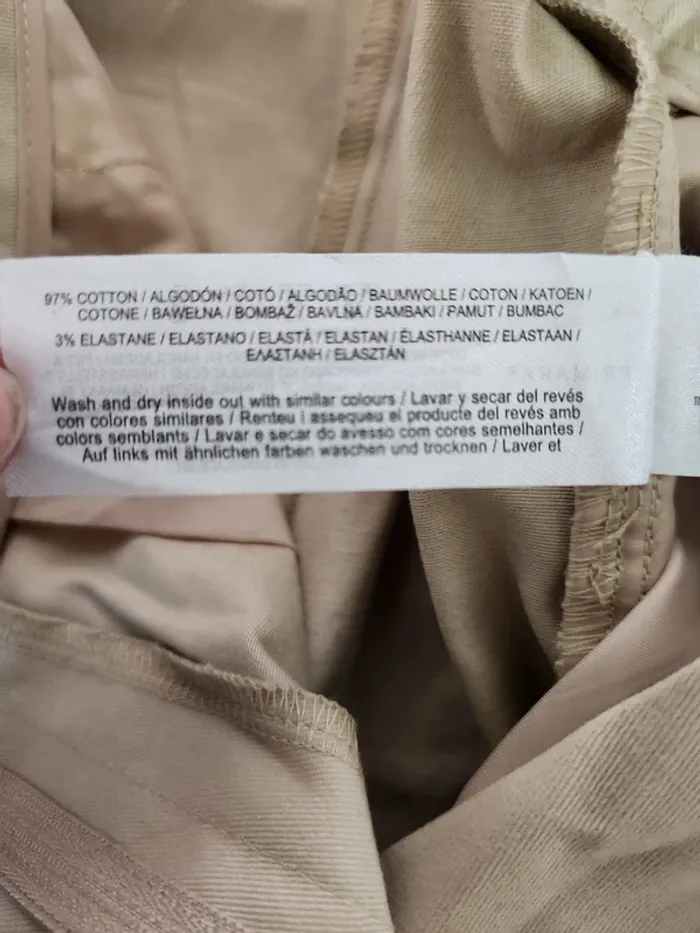 97% COTTON / ALGODÓN / COTÓ / ALGODÃO / BAUMWOLLE / COTON / KATOEN /
COTONE / BAWEŁNA / BOMBAŽ / BAVLNA / BAMBAKI / PAMUT / BUMBAC
3% ELASTANE / ELASTANO / ELASTÀ / ELASTAN / ÉLASTHANNE / ELASTAAN /
ΕΛΑΣΤΑΝΗ / ELASZTÁN
Wash and dry inside out with similar colours / Lavar y secar del revés
con colores similares / Renteu i assequeu el producte del revés amb
colors semblants / Lavar e secar do avesso com cores semelhantes /
Auf links mit ähnlichen farben waschen und trocknen / Laver et